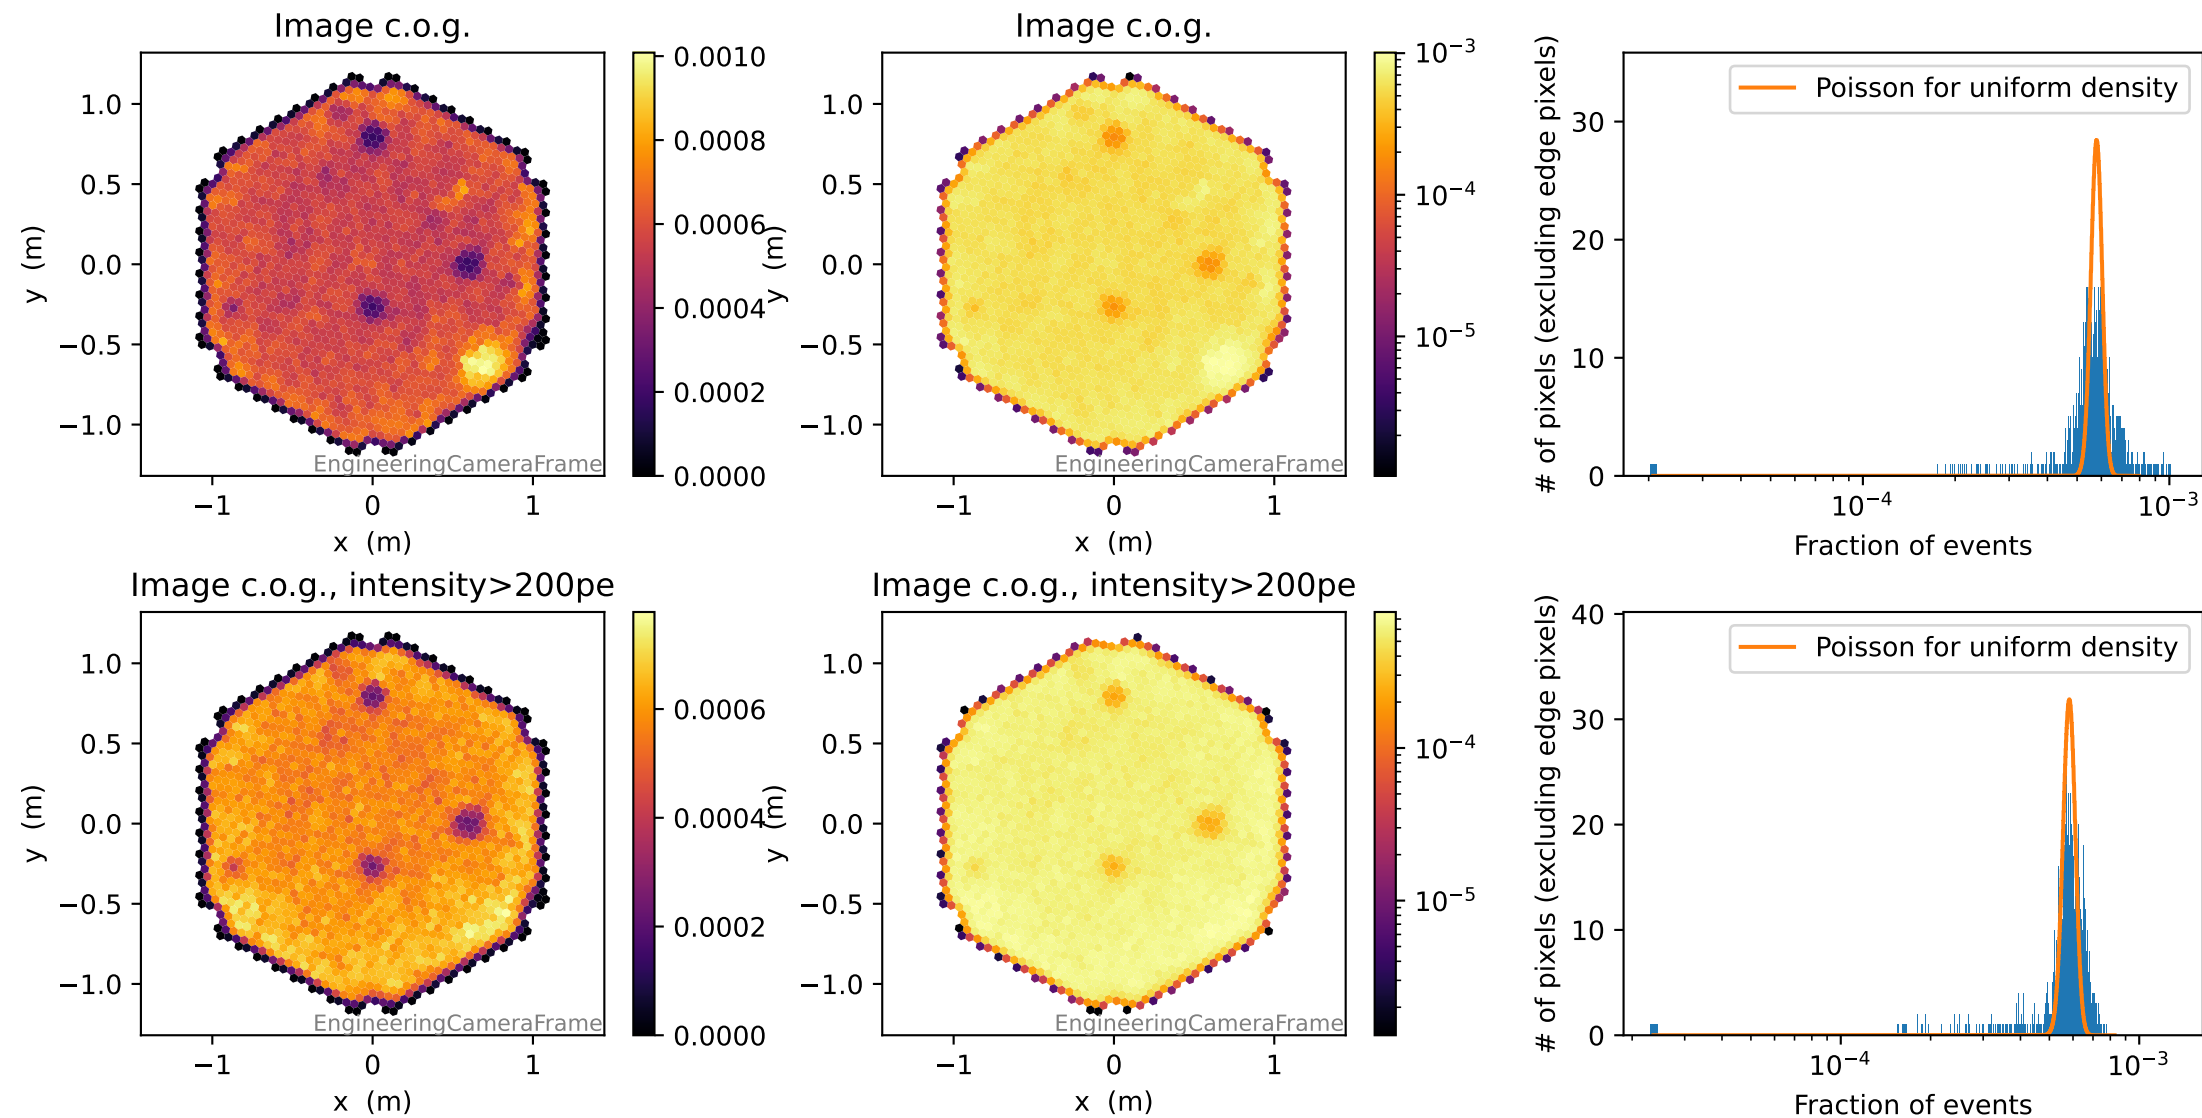 Image c.o.g.
1.0
0.5
0.0
−0.5
−1.0
y (m)
−1
0
1
x (m)
EngineeringCameraFrame
0.0010
0.0008
0.0006
0.0004
0.0002
0.0000
Image c.o.g.
1.0
0.5
0.0
−0.5
−1.0
y (m)
−1
0
1
x (m)
EngineeringCameraFrame
10⁻³
10⁻⁴
10⁻⁵
# of pixels (excluding edge pixels)
30
20
10
0
Poisson for uniform density
10⁻⁴
10⁻³
Fraction of events
Image c.o.g., intensity>200pe
1.0
0.5
0.0
−0.5
−1.0
y (m)
−1
0
1
x (m)
EngineeringCameraFrame
0.0006
0.0004
0.0002
0.0000
Image c.o.g., intensity>200pe
1.0
0.5
0.0
−0.5
−1.0
y (m)
−1
0
1
x (m)
EngineeringCameraFrame
10⁻⁴
10⁻⁵
# of pixels (excluding edge pixels)
40
30
20
10
0
Poisson for uniform density
10⁻⁴
10⁻³
Fraction of events